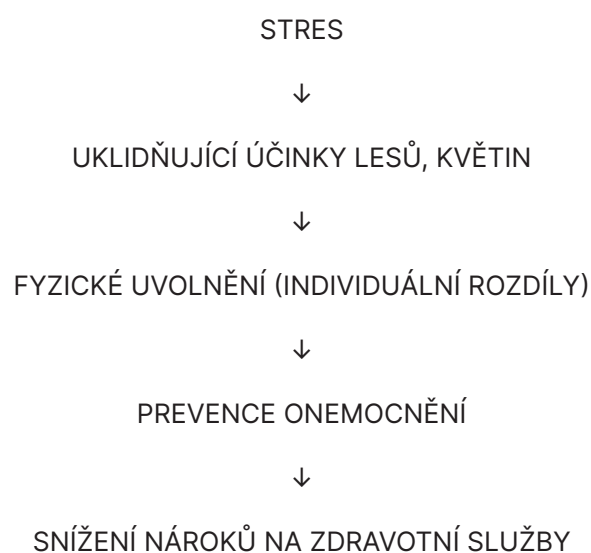 STRES
↓
UKLIDŇUJÍCÍ ÚČINKY LESŮ, KVĚTIN
↓
FYZICKÉ UVOLNĚNÍ (INDIVIDUÁLNÍ ROZDÍLY)
↓
PREVENCE ONEMOCNĚNÍ
↓
SNÍŽENÍ NÁROKŮ NA ZDRAVOTNÍ SLUŽBY